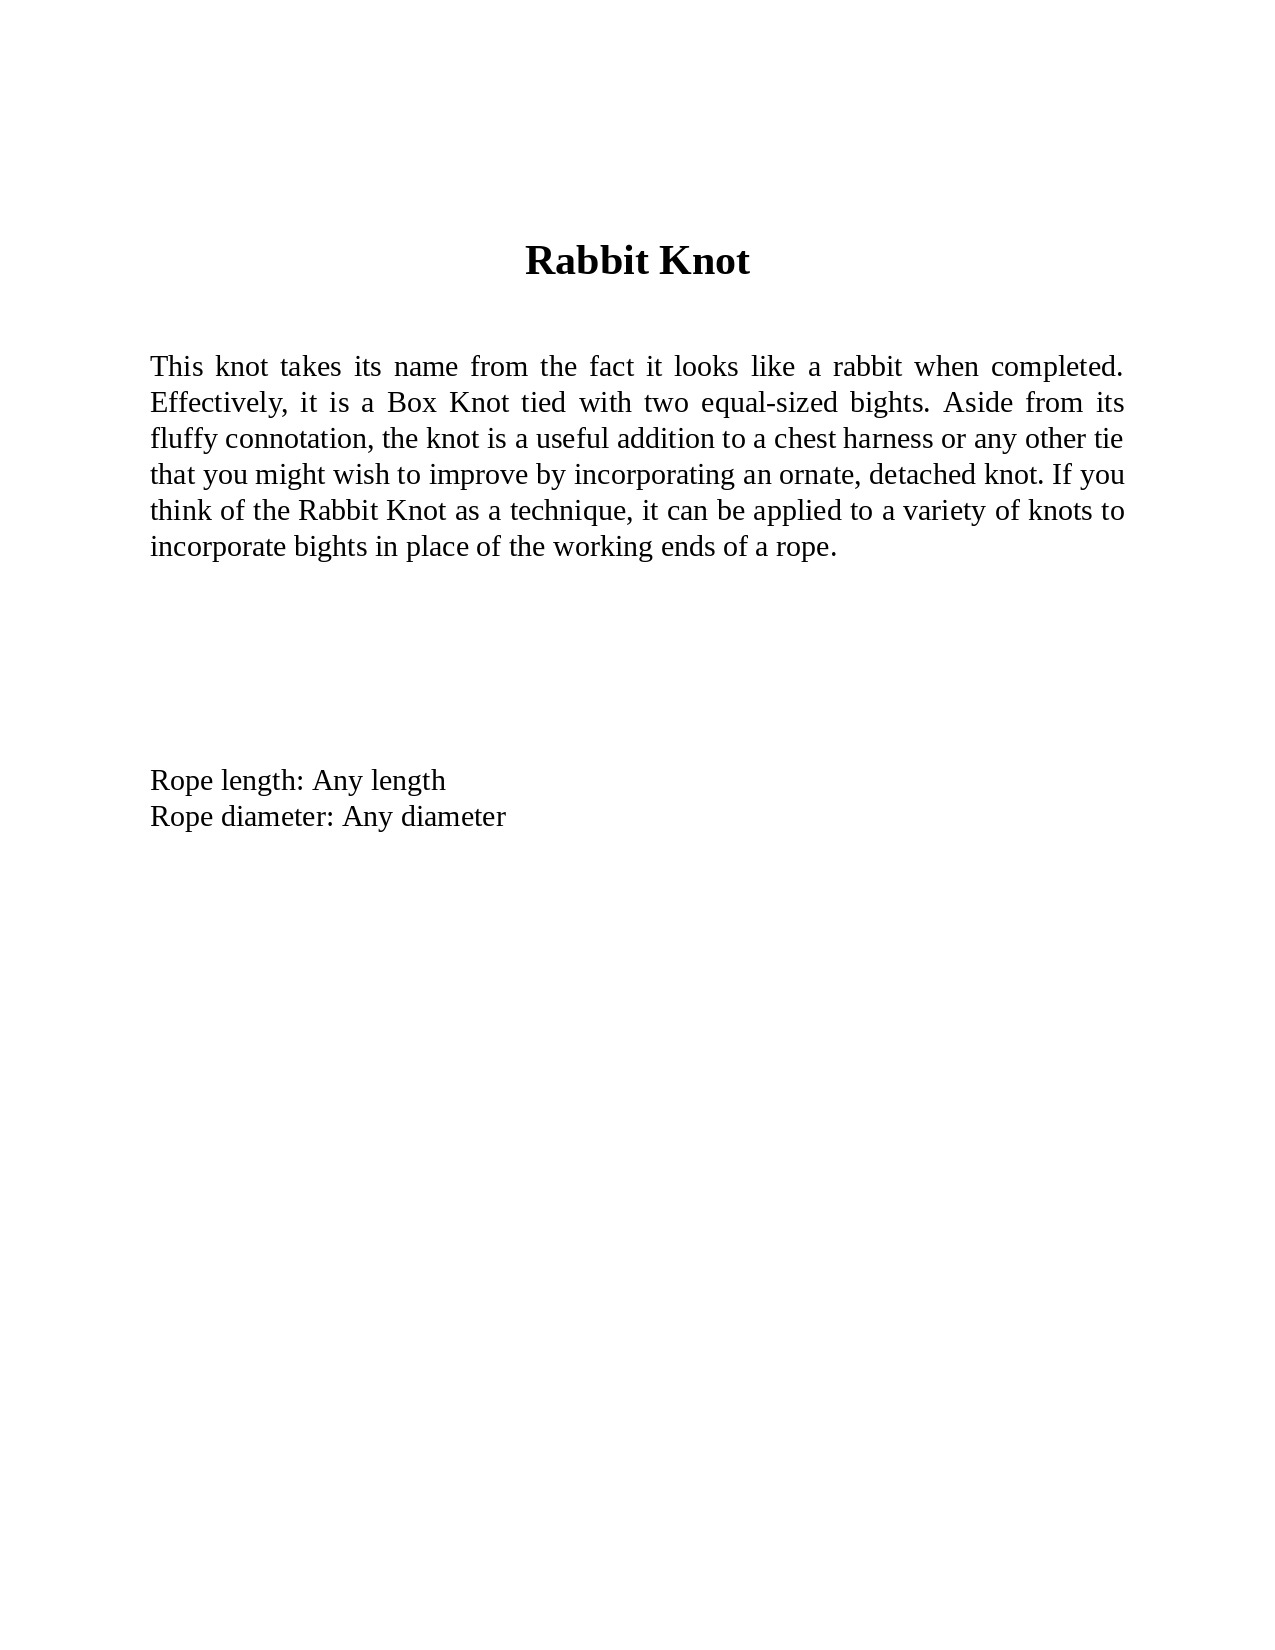 Rabbit Knot
This knot takes its name from the fact it looks like a rabbit when completed.
Effectively, it is a Box Knot tied with two equal-sized bights. Aside from its
fluffy connotation, the knot is a useful addition to a chest harness or any other tie
that you might wish to improve by incorporating an ornate, detached knot. If you
think of the Rabbit Knot as a technique, it can be applied to a variety of knots to
incorporate bights in place of the working ends of a rope.
Rope length: Any length
Rope diameter: Any diameter